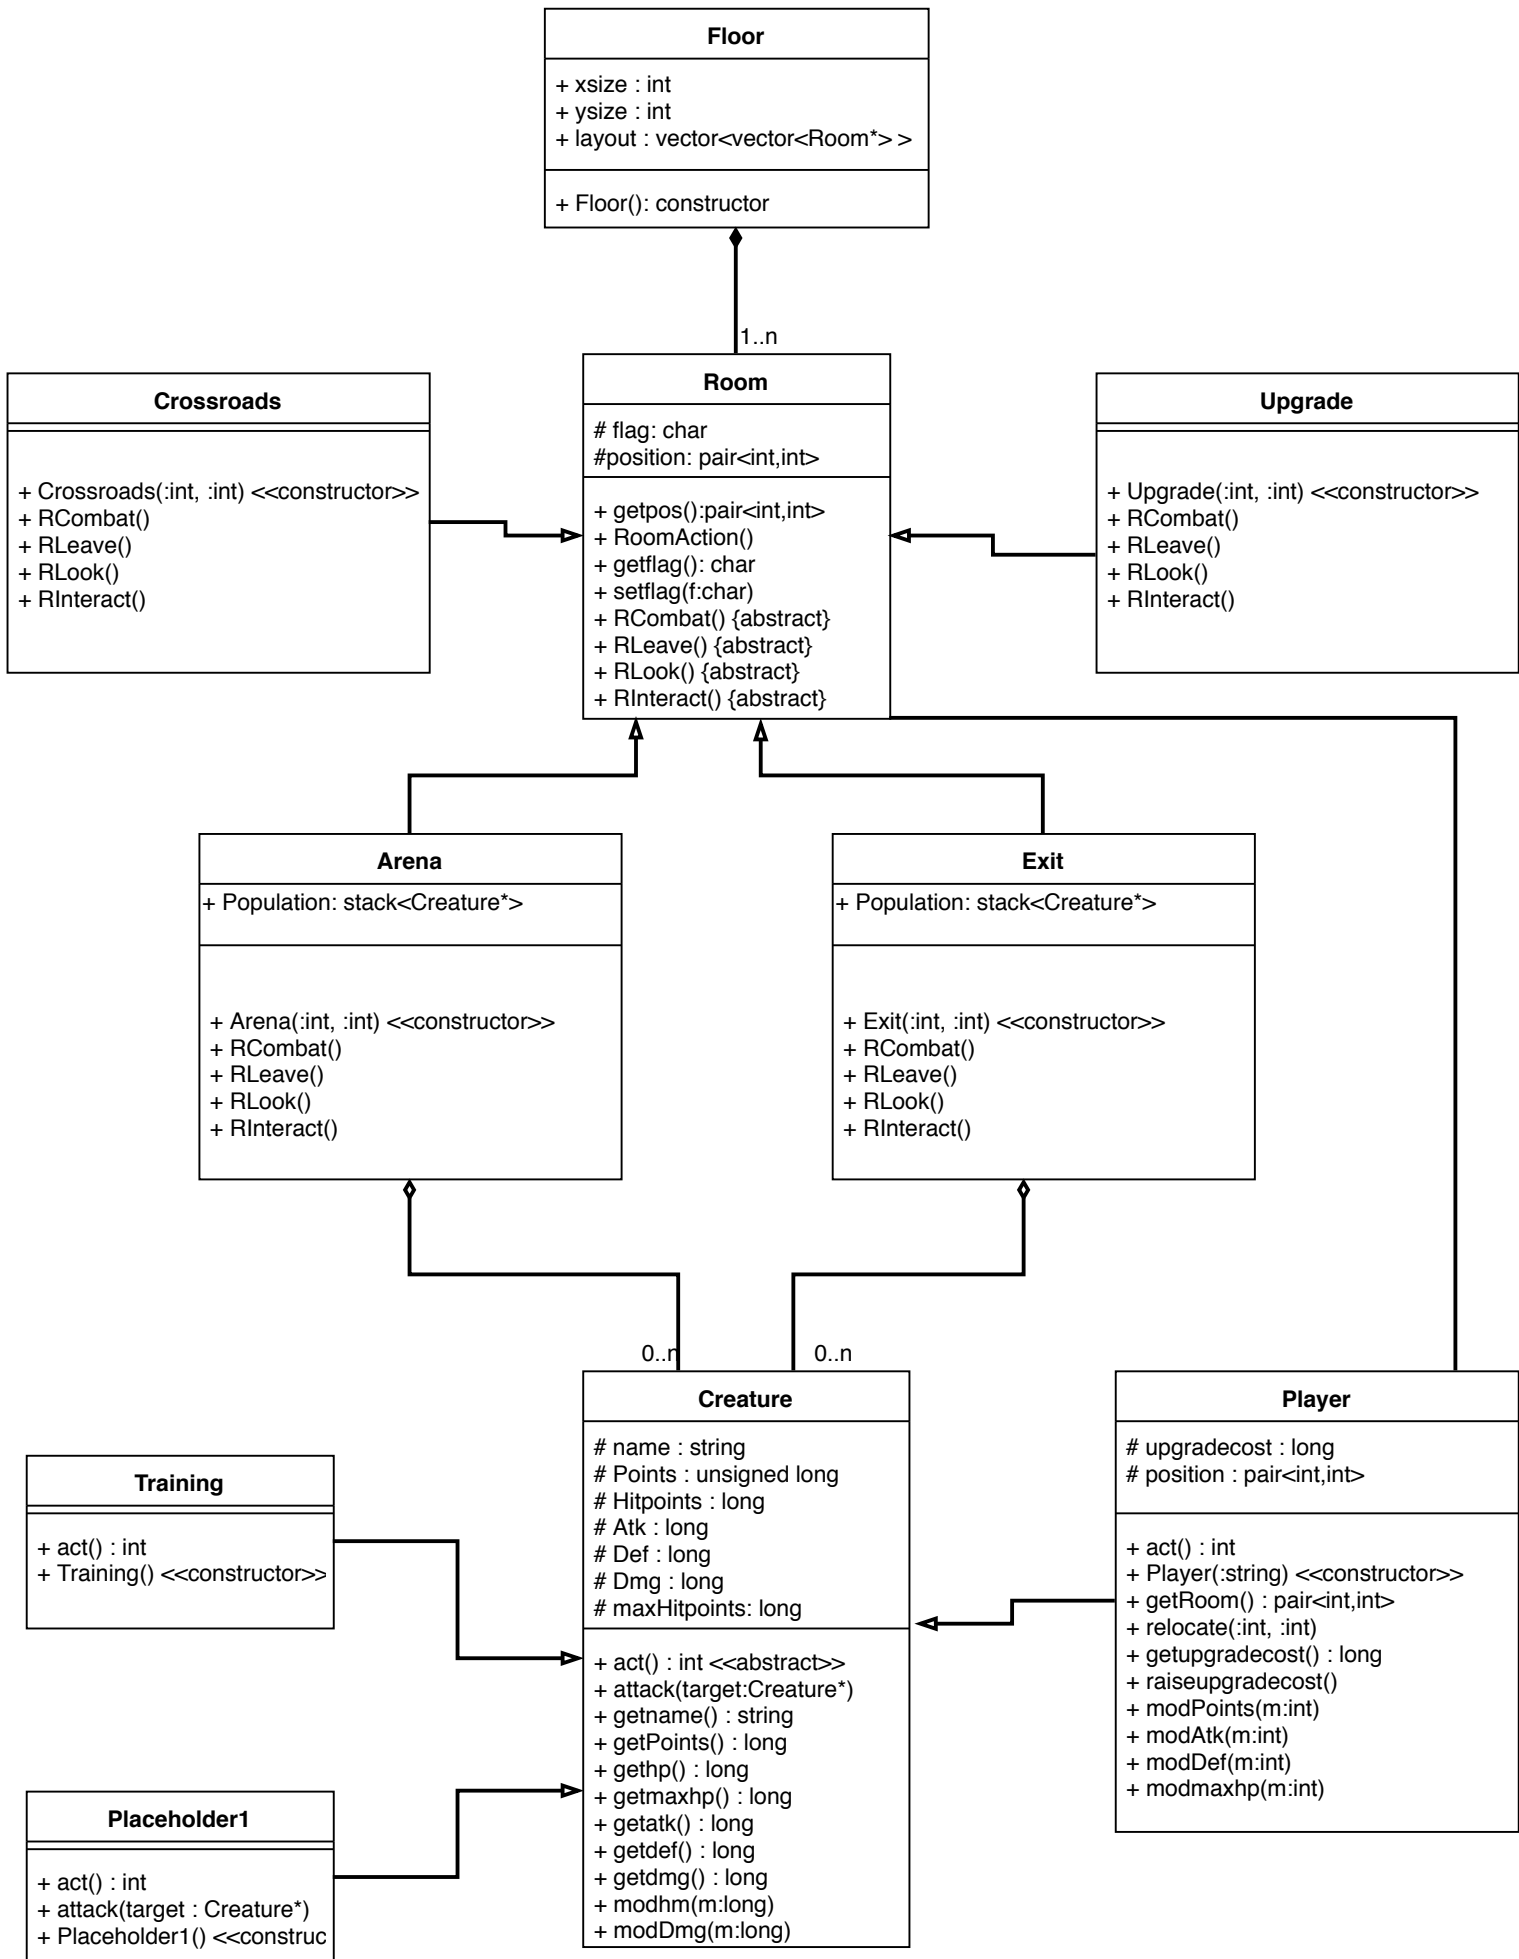 Floor
+ xsize : int
+ ysize : int
+ layout : vector<vector<Room*> >
+ Floor(): constructor
1..n
Crossroads
+ Crossroads(:int, :int) <<constructor>>
+ RCombat()
+ RLeave()
+ RLook()
+ RInteract()
Room
# flag: char
#position: pair<int,int>
+ getpos():pair<int,int>
+ RoomAction()
+ getflag(): char
+ setflag(f:char)
+ RCombat() {abstract}
+ RLeave() {abstract}
+ RLook() {abstract}
+ RInteract() {abstract}
Upgrade
+ Upgrade(:int, :int) <<constructor>>
+ RCombat()
+ RLeave()
+ RLook()
+ RInteract()
Arena
+ Population: stack<Creature*>
+ Arena(:int, :int) <<constructor>>
+ RCombat()
+ RLeave()
+ RLook()
+ RInteract()
Exit
+ Population: stack<Creature*>
+ Exit(:int, :int) <<constructor>>
+ RCombat()
+ RLeave()
+ RLook()
+ RInteract()
0..n
0..n
Training
+ act() : int
+ Training() <<constructor>>
Placeholder1
+ act() : int
+ attack(target : Creature*)
+ Placeholder1() <<construc
Creature
# name : string
# Points : unsigned long
# Hitpoints : long
# Atk : long
# Def : long
# Dmg : long
# maxHitpoints: long
+ act() : int <<abstract>>
+ attack(target:Creature*)
+ getname() : string
+ getPoints() : long
+ gethp() : long
+ getmaxhp() : long
+ getatk() : long
+ getdef() : long
+ getdmg() : long
+ modhm(m:long)
+ modDmg(m:long)
Player
# upgradecost : long
# position : pair<int,int>
+ act() : int
+ Player(:string) <<constructor>>
+ getRoom() : pair<int,int>
+ relocate(:int, :int)
+ getupgradecost() : long
+ raiseupgradecost()
+ modPoints(m:int)
+ modAtk(m:int)
+ modDef(m:int)
+ modmaxhp(m:int)